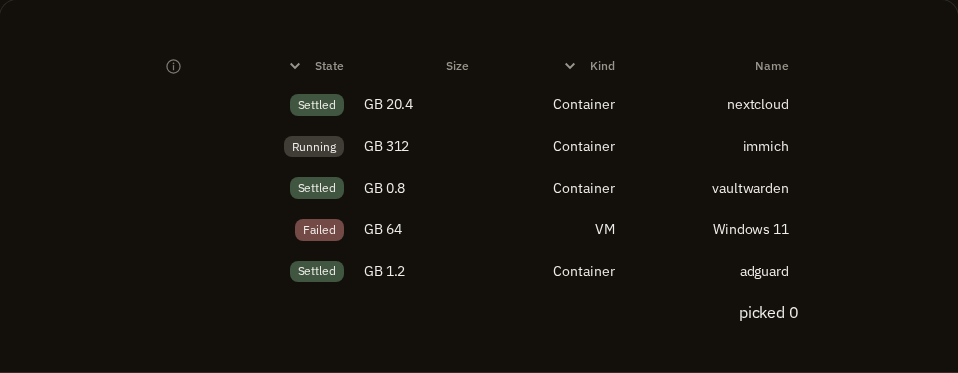 State Size Kind Name
Settled GB 20.4 Container nextcloud
Running GB 312 Container immich
Settled GB 0.8 Container vaultwarden
Failed GB 64 VM Windows 11
Settled GB 1.2 Container adguard
picked 0